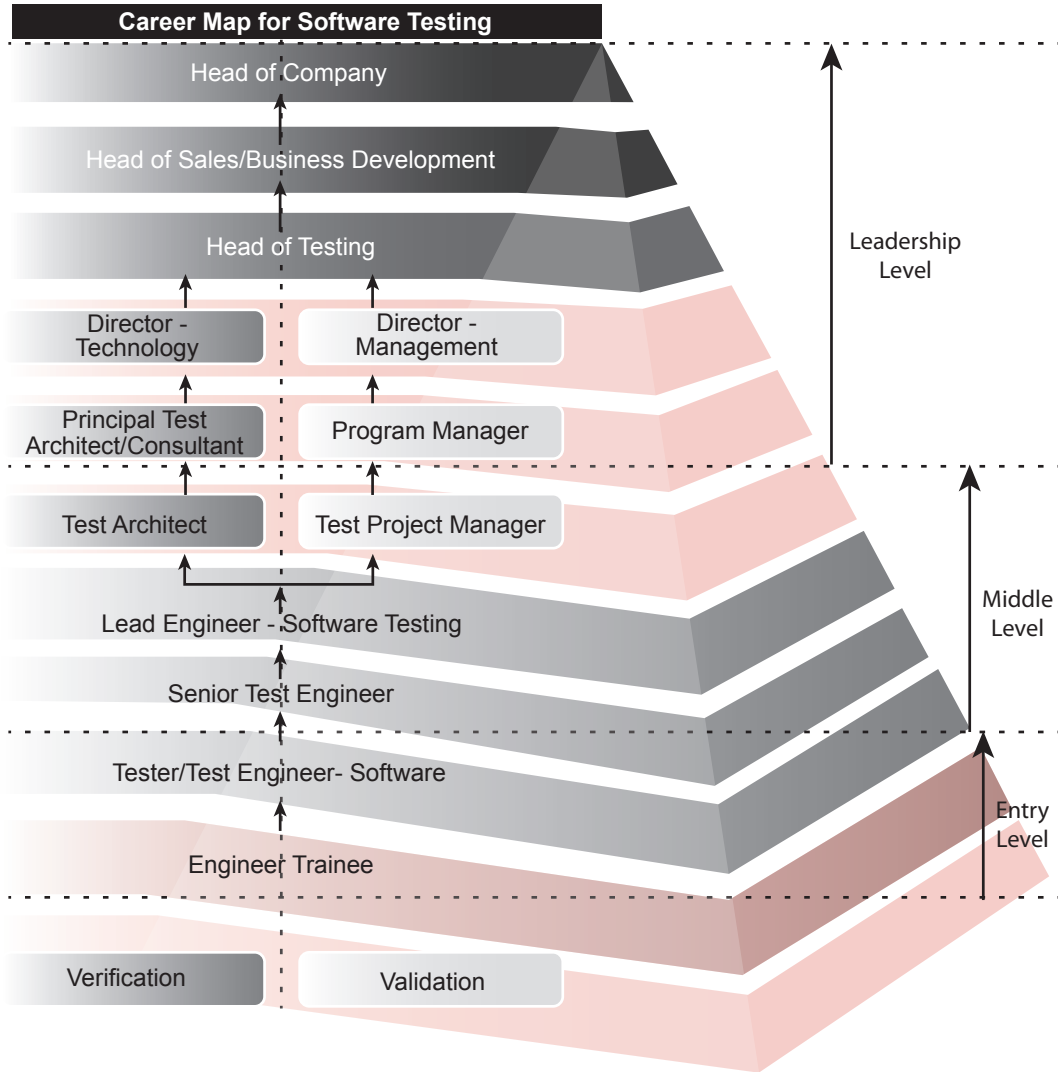 Career Map for Software Testing
Head of Company
Head of Sales/Business Development
Head of Testing
Leadership
Level
Director -
Technology
Director -
Management
Principal Test
Architect/Consultant
Program Manager
Test Architect
Test Project Manager
Middle
Level
Lead Engineer - Software Testing
Senior Test Engineer
Tester/Test Engineer- Software
Entry
Level
Engineer Trainee
Verification
Validation